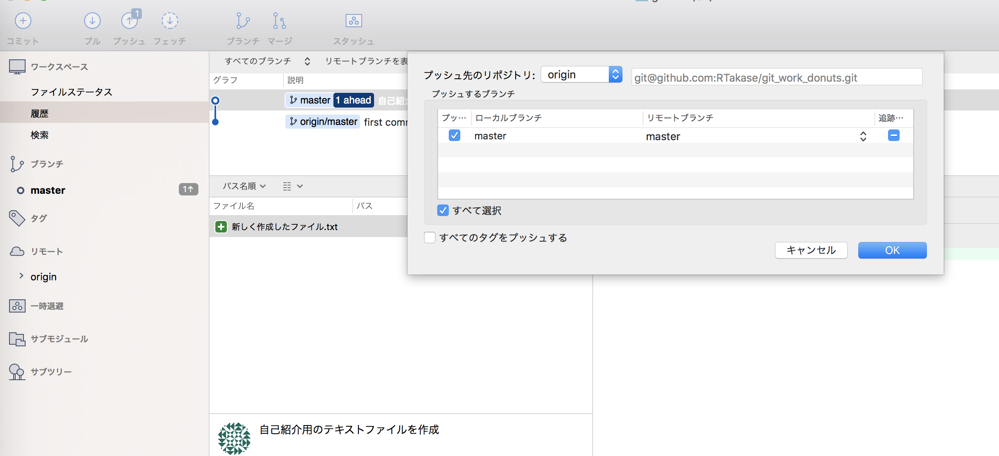 1
コミット
プル
プッシュ
フェッチ
ブランチ
マージ
スタッシュ
ワークスペース
ファイルステータス
履歴
検索
ブランチ
master
1↑
タグ
リモート
origin
一時退避
サブモジュール
サブツリー
すべてのブランチ
リモートブランチを表
グラフ
説明
master 1 ahead 自己紹介
origin/master first com
パス名順
ファイル名
パス
新しく作成したファイル.txt
自己紹介用のテキストファイルを作成
プッシュ先のリポジトリ: origin git@github.com:RTakase/git_work_donuts.git
プッシュするブランチ
プッ… ローカルブランチ リモートブランチ 追跡…
master master
すべて選択
すべてのタグをプッシュする
キャンセル OK